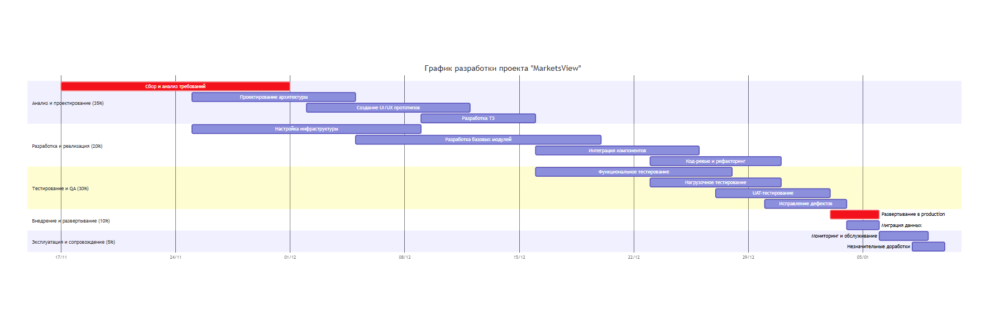 График разработки проекта "MarketsView"
Сбор и анализ требований
Проектирование архитектуры
Анализ и проектирование (35%)
Создание UI/UX прототипов
Разработка ТЗ
Настройка инфраструктуры
Разработка базовых модулей
Разработка и реализация (20%)
Интеграция компонентов
Код-ревью и рефакторинг
Функциональное тестирование
Нагрузочное тестирование
Тестирование и QA (30%)
UAT-тестирование
Исправление дефектов
Развертывание в production
Внедрение и развертывание (10%)
Миграция данных
Мониторинг и обслуживание
Эксплуатация и сопровождение (5%)
Незначительные доработки
17/11 24/11 01/12 08/12 15/12 22/12 29/12 05/01